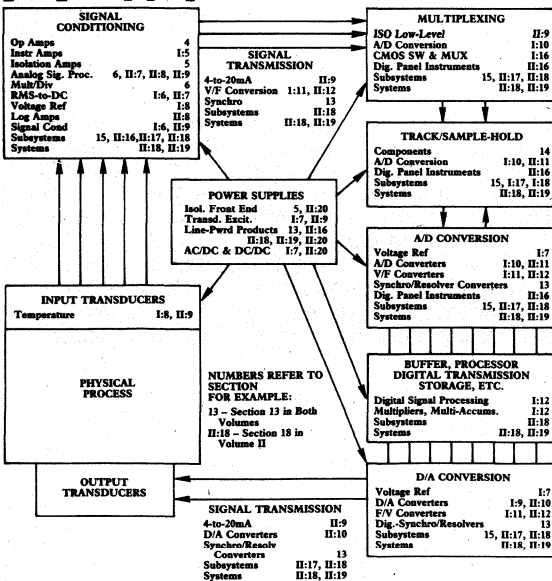 SIGNAL
CONDITIONING
Op Amps 4
Instr Amps I:5
Isolation Amps 5
Analog Sig. Proc. 6, II:7, II:8, II:9
Mult/Div 6
RMS-to-DC I:6, II:7
Voltage Ref I:8
Log Amps II:8
Signal Cond I:6, II:9
Subsystems 15, II:16, II:17, II:18
Systems II:18, II:19
SIGNAL
TRANSMISSION
4-to-20mA II:9
V/F Conversion 1:11, II:12
Synchro 13
Subsystems II:18
Systems II:18, II:19
MULTIPLEXING
ISO Low-Level II:9
A/D Conversion I:10
CMOS SW & MUX I:16
Dig. Panel Instruments II:16
Subsystems 15, II:17, II:18
Systems II:18, II:19
TRACK/SAMPLE-HOLD
Components 14
A/D Conversion I:10, II:11
Dig. Panel Instruments II:16
Subsystems 15, I:17, I:18
Systems II:18, II:19
POWER SUPPLIES
Isol. Front End 5, II:20
Transd. Excit. I:7, II:9
Line-Pwrd Products 13, II:16
II:18, II:19, II:20
AC/DC & DC/DC I:7, II:20
A/D CONVERSION
Voltage Ref I:7
A/D Converters I:10, II:11
V/F Converters I:11, II:12
Synchro/Resolver Converters 13
Dig. Panel Instruments II:16
Subsystems 15, II:17, II:18
Systems II:18, II:19
INPUT TRANSDUCERS
Temperature I:8, II:9
PHYSICAL
PROCESS
NUMBERS REFER TO
SECTION
FOR EXAMPLE:
13 – Section 13 in Both
Volumes
II:18 – Section 18 in
Volume II
BUFFER, PROCESSOR
DIGITAL TRANSMISSION
STORAGE, ETC.
Digital Signal Processing I:12
Multipliers, Multi-Accums. I:12
Subsystems II:18
Systems II:18, II:19
OUTPUT
TRANSDUCERS
D/A CONVERSION
Voltage Ref I:7
D/A Converters I:9, II:10
F/V Converters I:11, II:12
Dig.-Synchro/Resolvers 13
Subsystems 15, II:17, II:18
Systems II:18, II:19
SIGNAL TRANSMISSION
4-to-20mA II:9
D/A Converters II:10
Synchro/Resolv
Converters 13
Subsystems II:17, II:18
Systems II:18, II:19